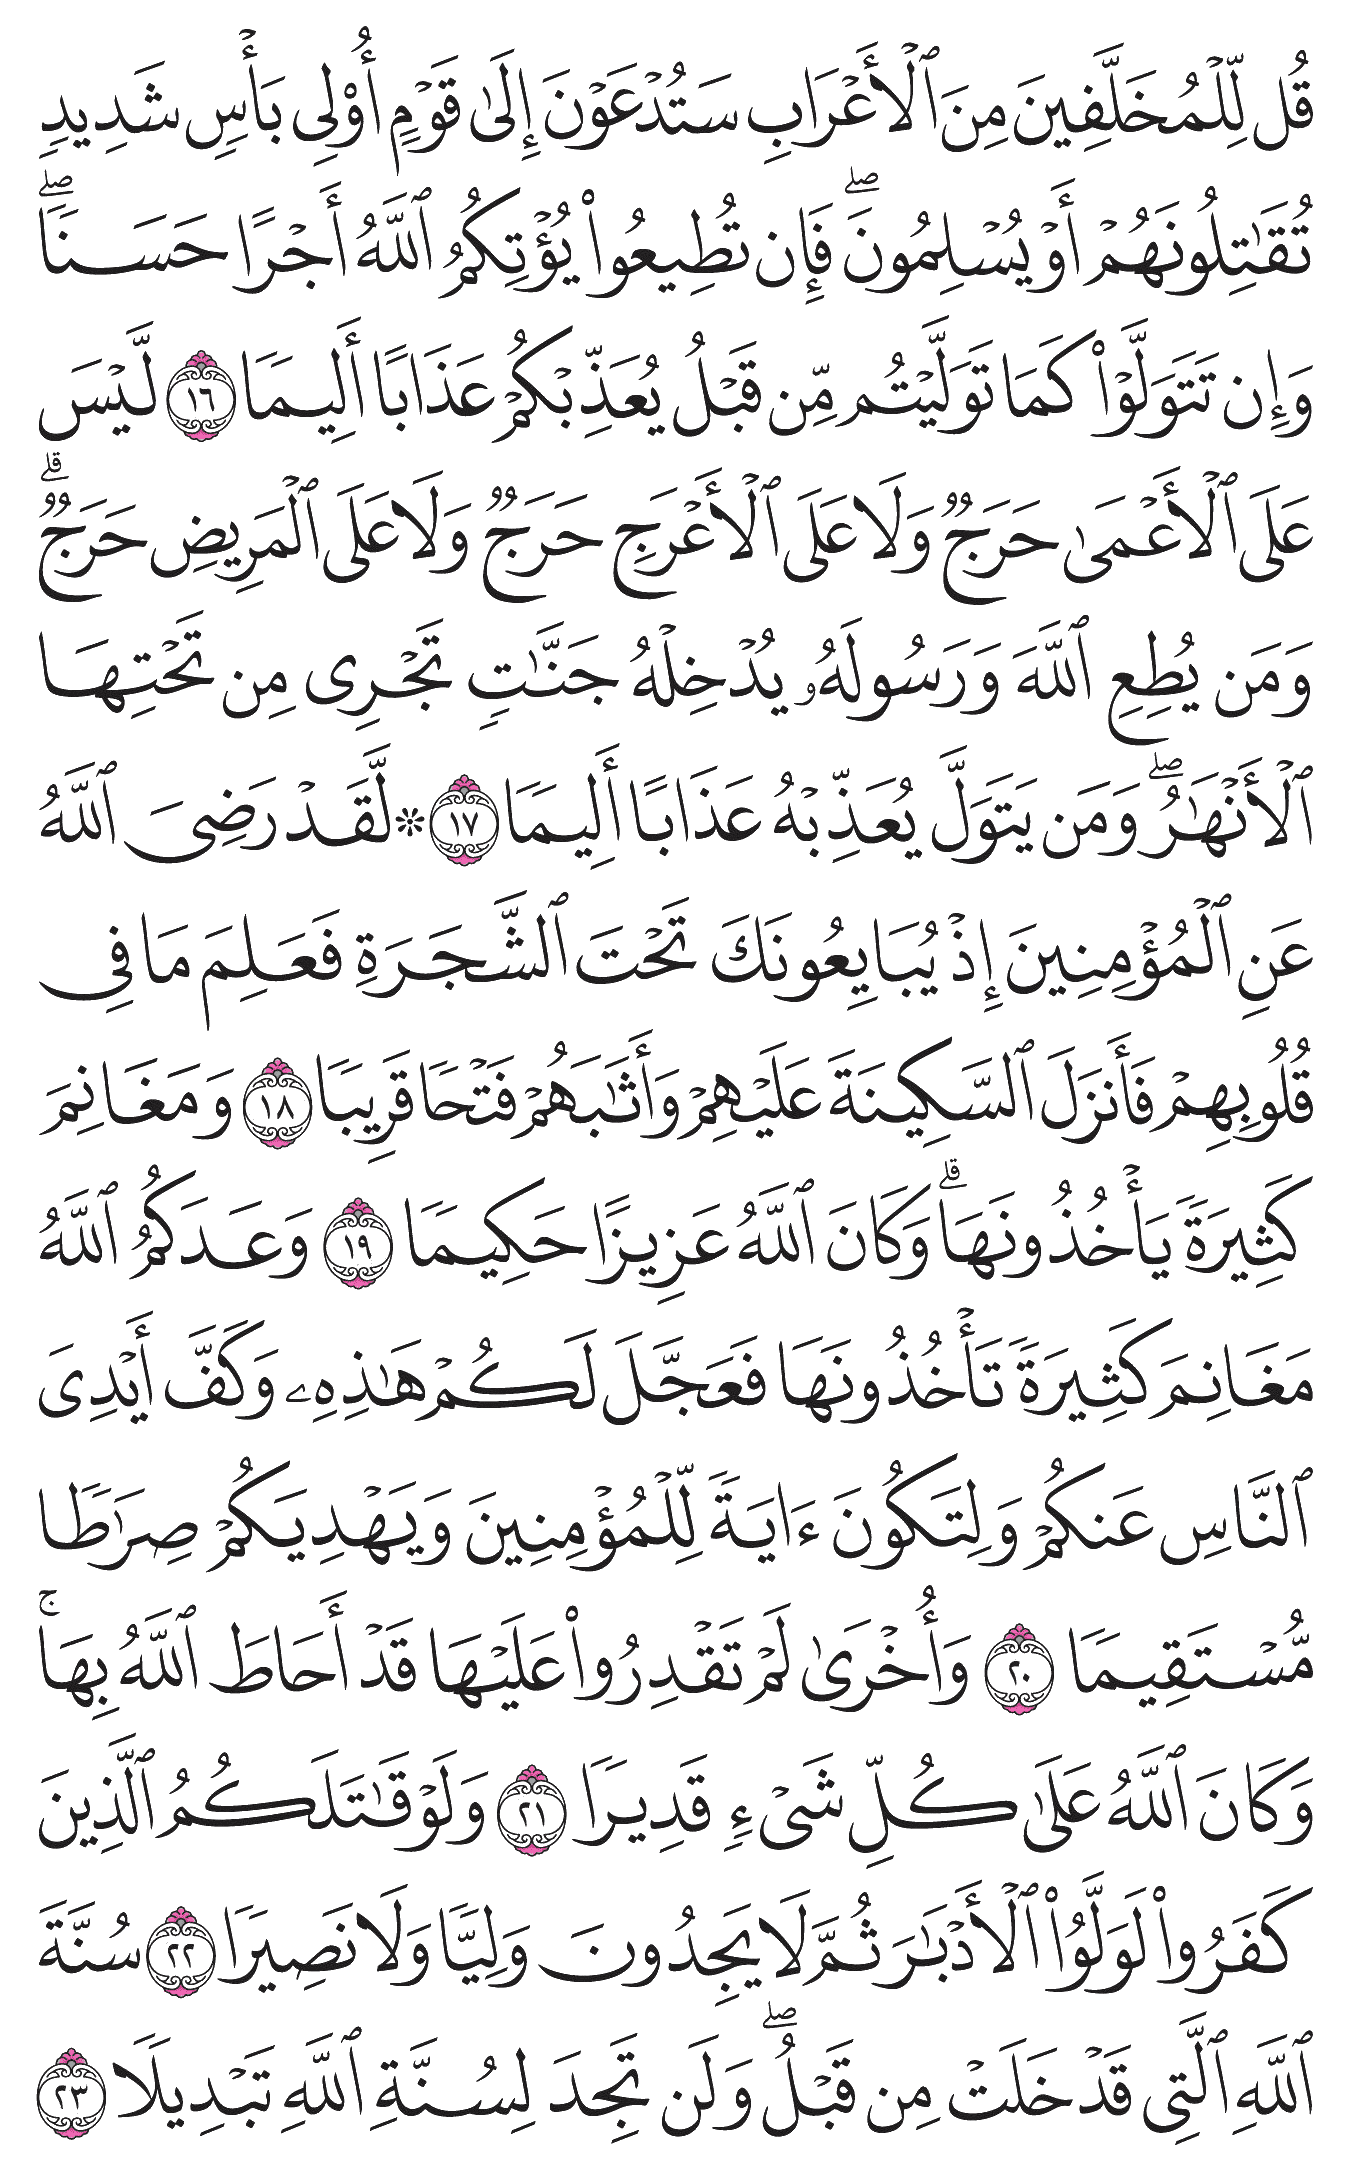 قُل لِّلْمُخَلَّفِينَ مِنَ ٱلْأَعْرَابِ سَتُدْعَوْنَ إِلَىٰ قَوْمٍ أُو۟لِى بَأْسٍ شَدِيدٍ
تُقَـٰتِلُونَهُمْ أَوْ يُسْلِمُونَ ۖ فَإِن تُطِيعُوا۟ يُؤْتِكُمُ ٱللَّهُ أَجْرًا حَسَنًا ۖ
وَإِن تَتَوَلَّوْا۟ كَمَا تَوَلَّيْتُم مِّن قَبْلُ يُعَذِّبْكُمْ عَذَابًا أَلِيمًا ١٦ لَّيْسَ
عَلَى ٱلْأَعْمَىٰ حَرَجٌ وَلَا عَلَى ٱلْأَعْرَجِ حَرَجٌ وَلَا عَلَى ٱلْمَرِيضِ حَرَجٌ ۗ
وَمَن يُطِعِ ٱللَّهَ وَرَسُولَهُۥ يُدْخِلْهُ جَنَّـٰتٍ تَجْرِى مِن تَحْتِهَا
ٱلْأَنْهَـٰرُ ۖ وَمَن يَتَوَلَّ يُعَذِّبْهُ عَذَابًا أَلِيمًا ١٧ ۞ لَّقَدْ رَضِىَ ٱللَّهُ
عَنِ ٱلْمُؤْمِنِينَ إِذْ يُبَايِعُونَكَ تَحْتَ ٱلشَّجَرَةِ فَعَلِمَ مَا فِى
قُلُوبِهِمْ فَأَنزَلَ ٱلسَّكِينَةَ عَلَيْهِمْ وَأَثَـٰبَهُمْ فَتْحًا قَرِيبًا ١٨ وَمَغَانِمَ
كَثِيرَةً يَأْخُذُونَهَا ۗ وَكَانَ ٱللَّهُ عَزِيزًا حَكِيمًا ١٩ وَعَدَكُمُ ٱللَّهُ
مَغَانِمَ كَثِيرَةً تَأْخُذُونَهَا فَعَجَّلَ لَكُمْ هَـٰذِهِۦ وَكَفَّ أَيْدِىَ
ٱلنَّاسِ عَنكُمْ وَلِتَكُونَ ءَايَةً لِّلْمُؤْمِنِينَ وَيَهْدِيَكُمْ صِرَٰطًا
مُّسْتَقِيمًا ٢٠ وَأُخْرَىٰ لَمْ تَقْدِرُوا۟ عَلَيْهَا قَدْ أَحَاطَ ٱللَّهُ بِهَا ۚ
وَكَانَ ٱللَّهُ عَلَىٰ كُلِّ شَىْءٍ قَدِيرًا ٢١ وَلَوْ قَـٰتَلَكُمُ ٱلَّذِينَ
كَفَرُوا۟ لَوَلَّوُا۟ ٱلْأَدْبَـٰرَ ثُمَّ لَا يَجِدُونَ وَلِيًّا وَلَا نَصِيرًا ٢٢ سُنَّةَ
ٱللَّهِ ٱلَّتِى قَدْ خَلَتْ مِن قَبْلُ ۖ وَلَن تَجِدَ لِسُنَّةِ ٱللَّهِ تَبْدِيلًا ٢٣